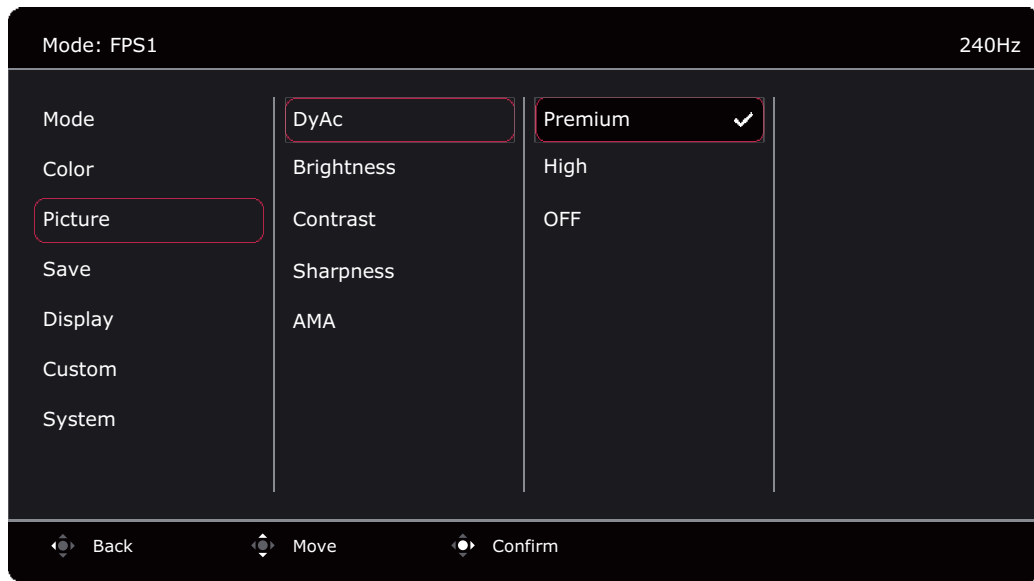 Mode: FPS1
240Hz
Mode
Color
Picture
Save
Display
Custom
System
DyAc
Brightness
Contrast
Sharpness
AMA
Premium
High
OFF
Back
Move
Confirm